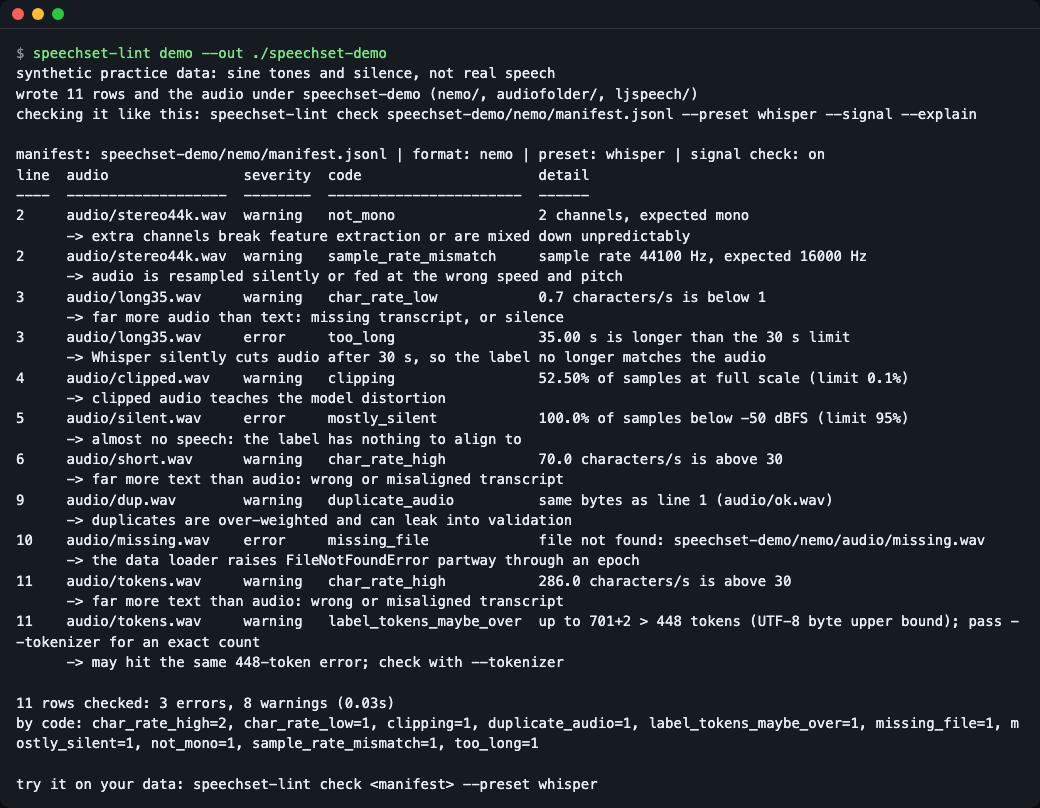 $ speechset-lint demo --out ./speechset-demo
synthetic practice data: sine tones and silence, not real speech
wrote 11 rows and the audio under speechset-demo (nemo/, audiofolder/, ljspeech/)
checking it like this: speechset-lint check speechset-demo/nemo/manifest.jsonl --preset whisper --signal --explain

manifest: speechset-demo/nemo/manifest.jsonl | format: nemo | preset: whisper | signal check: on
line  audio                severity  code                    detail
----  -------------------  --------  ----------------------  ------
2     audio/stereo44k.wav  warning   not_mono                2 channels, expected mono
      -> extra channels break feature extraction or are mixed down unpredictably
2     audio/stereo44k.wav  warning   sample_rate_mismatch    sample rate 44100 Hz, expected 16000 Hz
      -> audio is resampled silently or fed at the wrong speed and pitch
3     audio/long35.wav     warning   char_rate_low           0.7 characters/s is below 1
      -> far more audio than text: missing transcript, or silence
3     audio/long35.wav     error     too_long                35.00 s is longer than the 30 s limit
      -> Whisper silently cuts audio after 30 s, so the label no longer matches the audio
4     audio/clipped.wav    warning   clipping                52.50% of samples at full scale (limit 0.1%)
      -> clipped audio teaches the model distortion
5     audio/silent.wav     error     mostly_silent           100.0% of samples below -50 dBFS (limit 95%)
      -> almost no speech: the label has nothing to align to
6     audio/short.wav      warning   char_rate_high          70.0 characters/s is above 30
      -> far more text than audio: wrong or misaligned transcript
9     audio/dup.wav        warning   duplicate_audio         same bytes as line 1 (audio/ok.wav)
      -> duplicates are over-weighted and can leak into validation
10    audio/missing.wav    error     missing_file            file not found: speechset-demo/nemo/audio/missing.wav
      -> the data loader raises FileNotFoundError partway through an epoch
11    audio/tokens.wav     warning   char_rate_high          286.0 characters/s is above 30
      -> far more text than audio: wrong or misaligned transcript
11    audio/tokens.wav     warning   label_tokens_maybe_over  up to 701+2 > 448 tokens (UTF-8 byte upper bound); pass -
-tokenizer for an exact count
      -> may hit the same 448-token error; check with --tokenizer

11 rows checked: 3 errors, 8 warnings (0.03s)
by code: char_rate_high=2, char_rate_low=1, clipping=1, duplicate_audio=1, label_tokens_maybe_over=1, missing_file=1, m
ostly_silent=1, not_mono=1, sample_rate_mismatch=1, too_long=1

try it on your data: speechset-lint check <manifest> --preset whisper